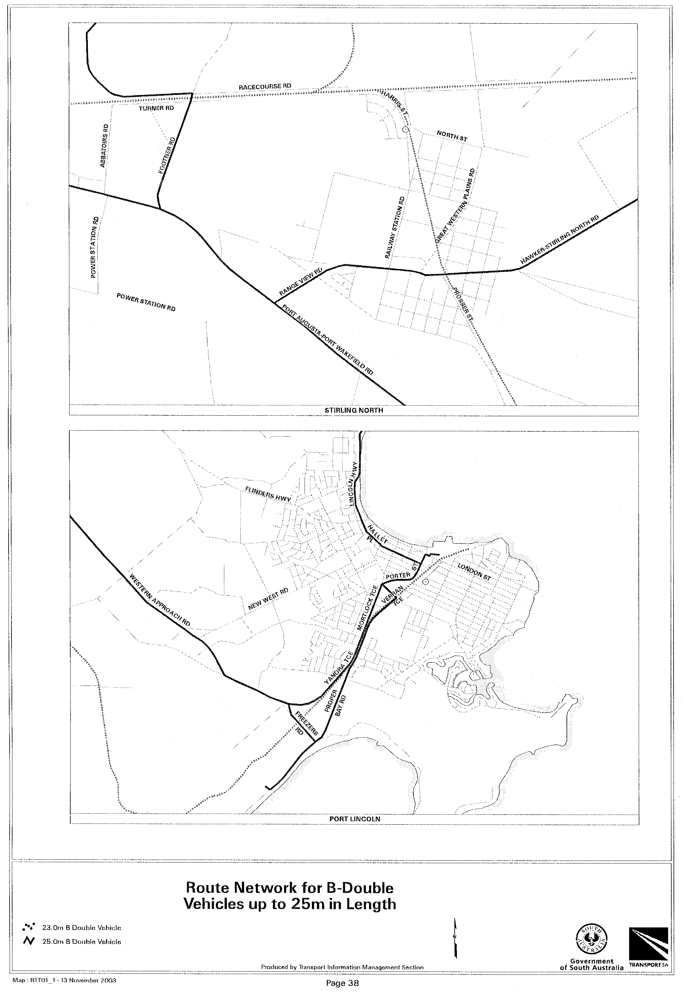 RACECOURSE RD
TURNER RD
HARRIS ST
ABBATOIRS RD
FOOTNER RD
NORTH ST
GREAT WESTERN PLAINS RD
RAILWAY STATION RD
POWER STATION RD
HAWKER-STIRLING NORTH RD
RANGE VIEW RD
POWER STATION RD
PROSSER ST
PORT AUGUSTA-PORT WAKEFIELD RD
STIRLING NORTH
LINCOLN HWY
FLINDERS HWY
HALLET
PL
PORTER
ST
LONDON ST
WESTERN APPROACH RD
NEW WEST RD
MORTLOCK TCE
VERRAN
TCE
YANDRA TCE
PROPER
BAY RD
FREEZERS
RD
PORT LINCOLN
Route Network for B-Double
Vehicles up to 25m in Length
23.0m B Double Vehicle
25.0m B Double Vehicle
N
SOUTH
AUSTRALIA
Government
of South Australia
TRANSPORT SA
Produced by Transport Information Management Section
Map : R1T01_1 - 13 November 2003
Page 38